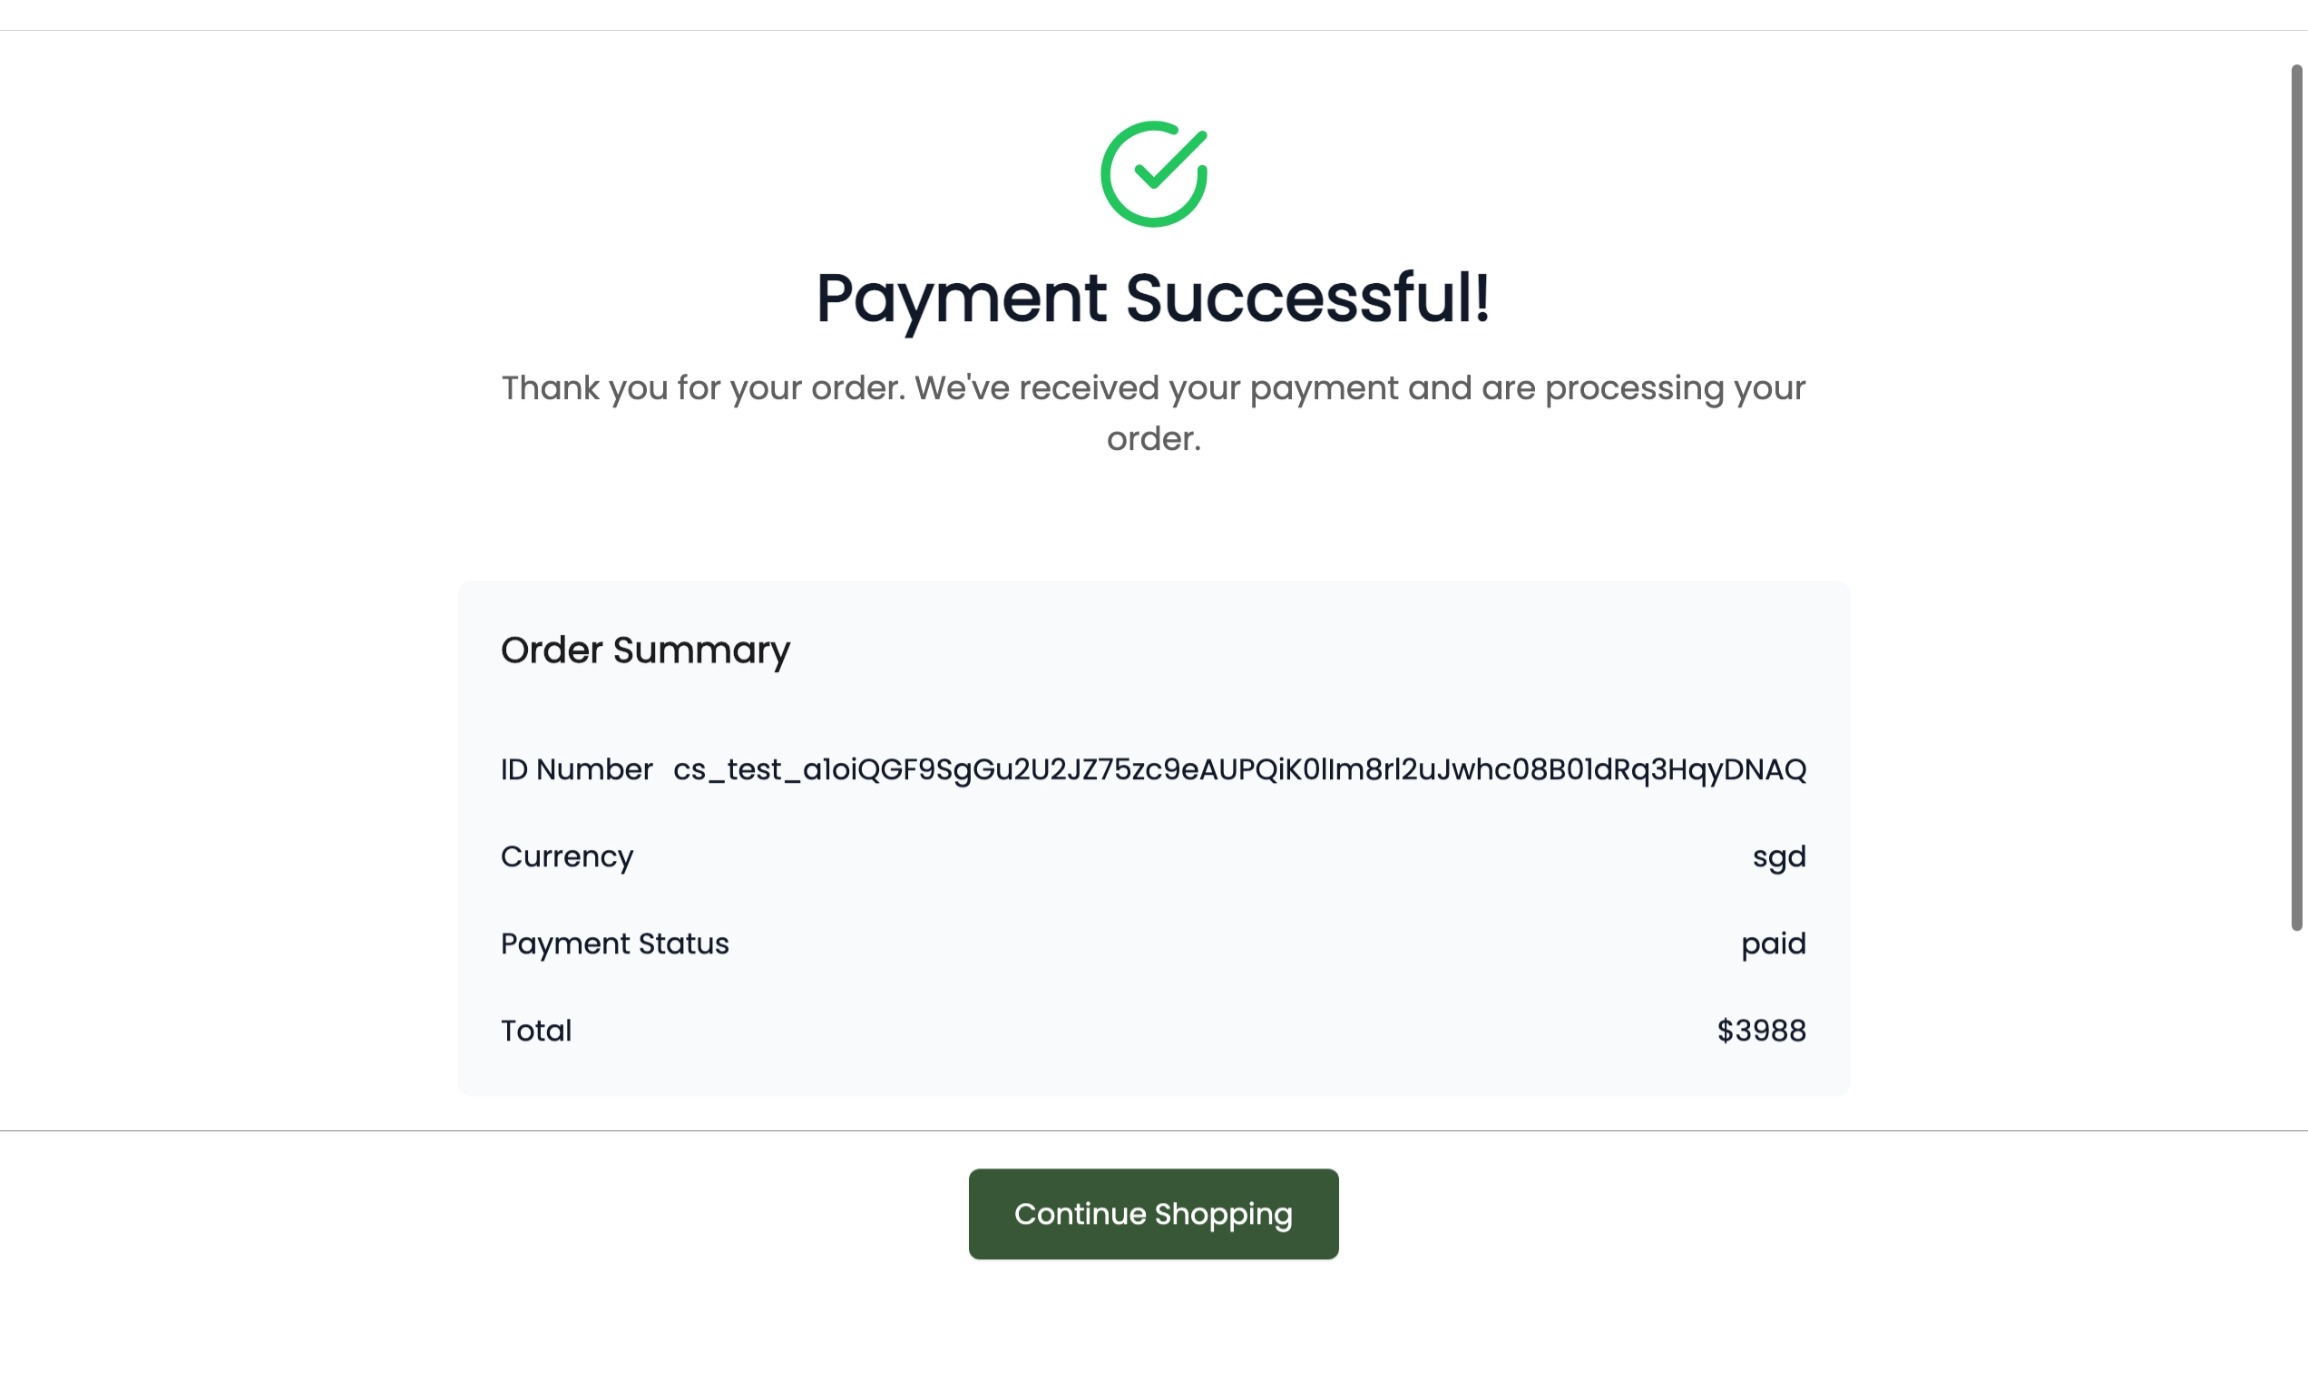 Payment Successful!
Thank you for your order. We've received your payment and are processing your
order.
Order Summary
ID Number cs_test_a1oiQGF9SgGu2U2JZ75zc9eAUPQiK0lIm8rl2uJwhc08B01dRq3HqyDNAQ
Currency sgd
Payment Status paid
Total $3988
Continue Shopping